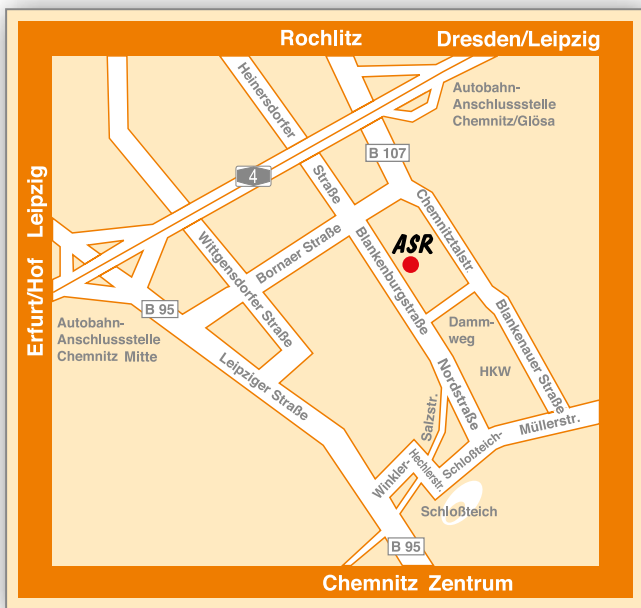 Rochlitz
Dresden/Leipzig
Heinersdorfer
Straße
Autobahn-
Anschlussstelle
Chemnitz/Glösa
B 107
4
Erfurt/Hof Leipzig
Wittgensdorfer Straße
Bornaer Straße
Blankenburgstraße
Chemnitztalstr.
ASR
B 95
Autobahn-
Anschlussstelle
Chemnitz Mitte
Leipziger Straße
Damm-
weg
Blankenauer Straße
HKW
Nordstraße
Salzstr.
Müllerstr.
Schloßteich-
Winkler-
Hechlerstr.
Schloßteich
B 95
Chemnitz Zentrum